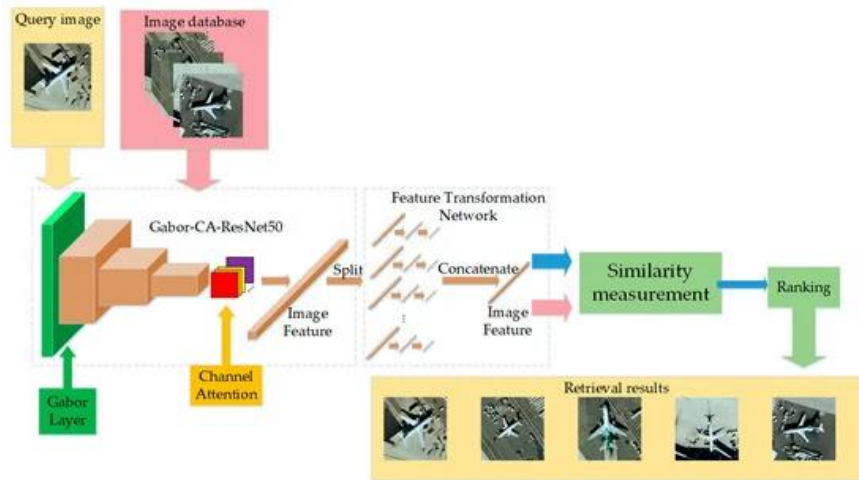 Query image
Image database
Gabor-CA-ResNet50
Feature Transformation
Network
Split
Concatenate
Image
Feature
Image
Feature
Similarity
measurement
Ranking
Gabor
Layer
Channel
Attention
Retrieval results